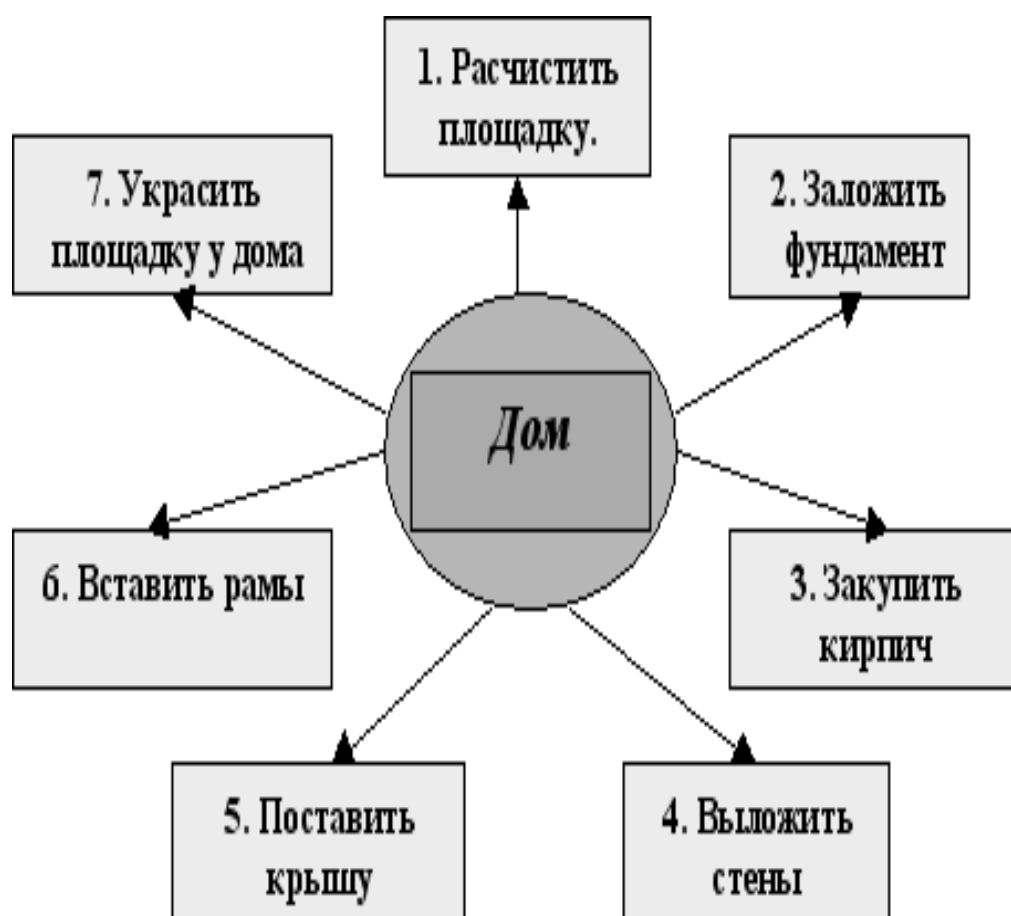 1. Расчистить
площадку.
7. Украсить
площадку у дома
2. Заложить
фундамент
Дом
6. Вставить рамы
3. Закупить
кирпич
5. Поставить
крышу
4. Выложить
стены